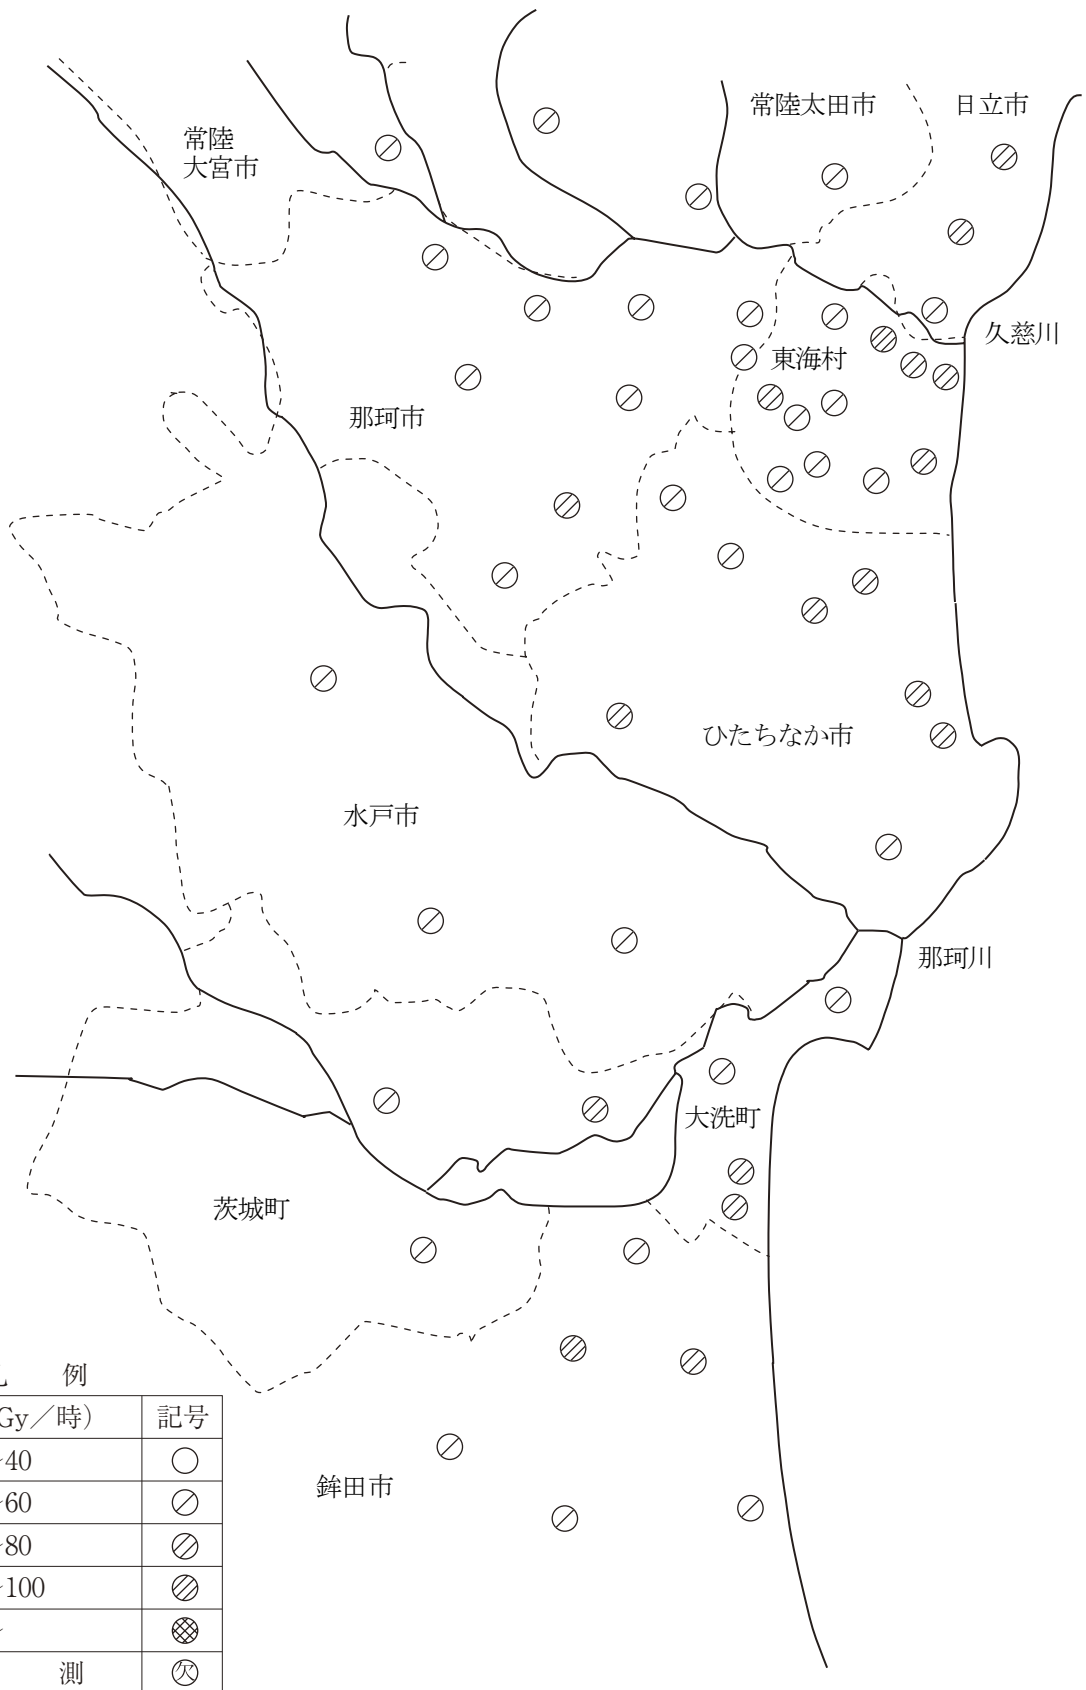 常陸太田市
日立市
常陸
大宮市
久慈川
東海村
那珂市
ひたちなか市
水戸市
那珂川
大洗町
茨城町
例
Gy／時）
記号
40
60
80
100
測
欠
鉾田市